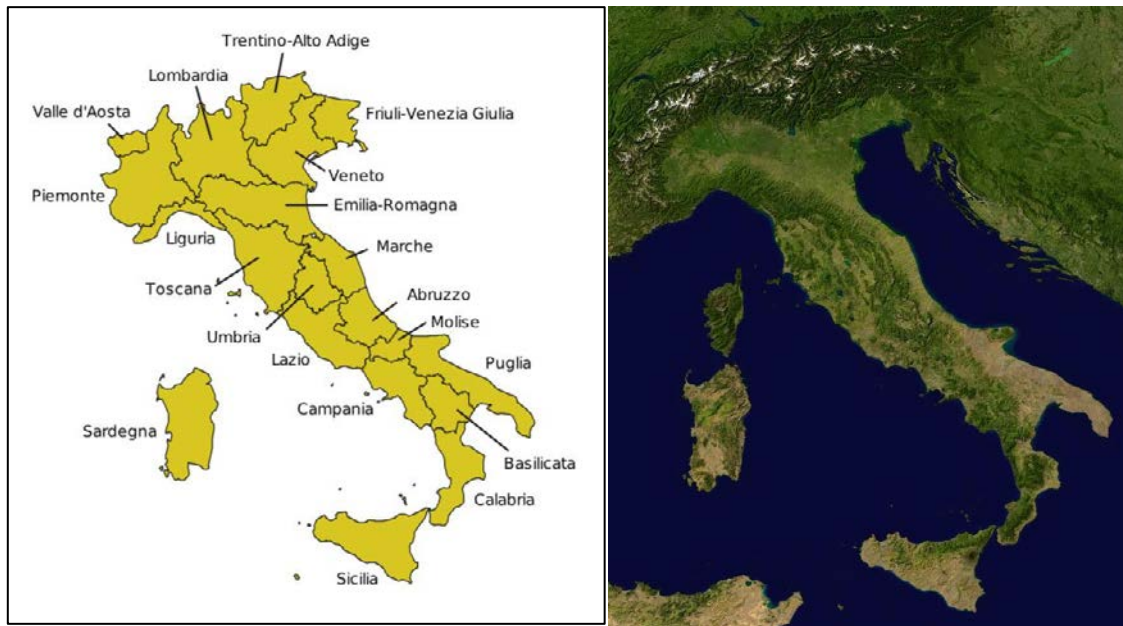 Trentino-Alto Adige
Lombardia
Valle d'Aosta
Friuli-Venezia Giulia
Veneto
Piemonte
Emilia-Romagna
Liguria
Marche
Toscana
Abruzzo
Molise
Umbria
Lazio
Puglia
Campania
Sardegna
Basilicata
Calabria
Sicilia